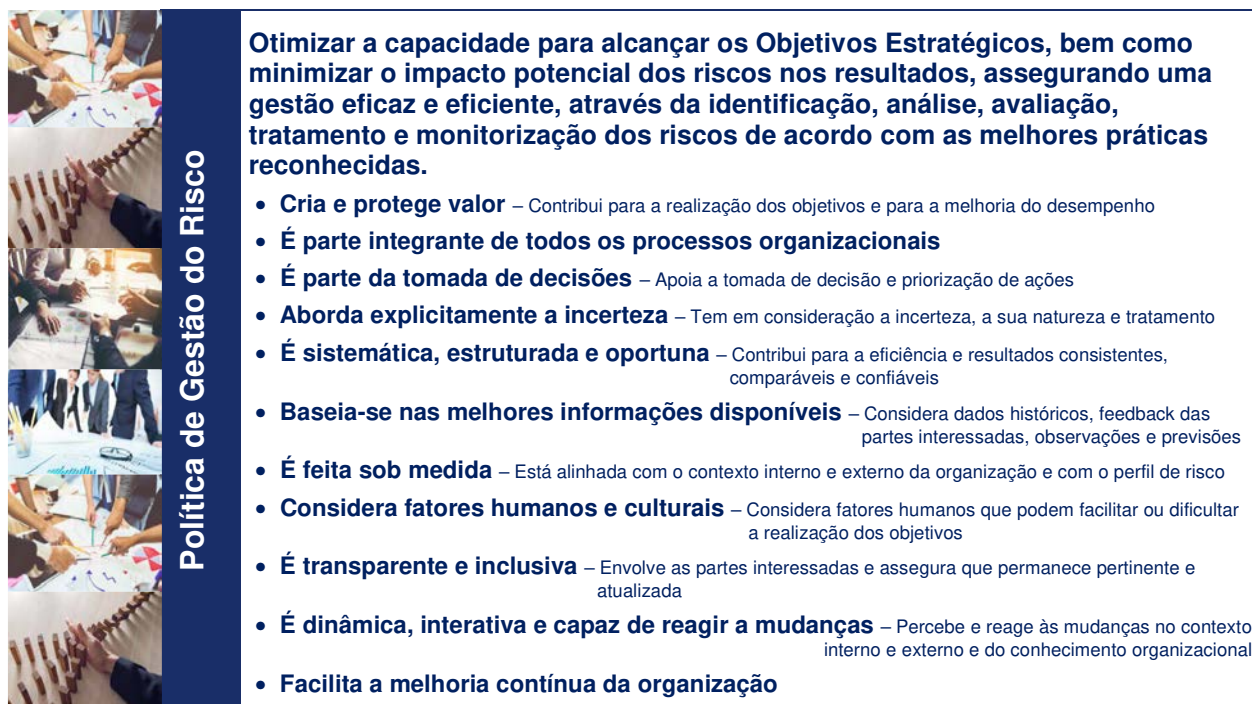 Política de Gestão do Risco
Otimizar a capacidade para alcançar os Objetivos Estratégicos, bem como
minimizar o impacto potencial dos riscos nos resultados, assegurando uma
gestão eficaz e eficiente, através da identificação, análise, avaliação,
tratamento e monitorização dos riscos de acordo com as melhores práticas
reconhecidas.
• Cria e protege valor – Contribui para a realização dos objetivos e para a melhoria do desempenho
• É parte integrante de todos os processos organizacionais
• É parte da tomada de decisões – Apoia a tomada de decisão e priorização de ações
• Aborda explicitamente a incerteza – Tem em consideração a incerteza, a sua natureza e tratamento
• É sistemática, estruturada e oportuna – Contribui para a eficiência e resultados consistentes,
comparáveis e confiáveis
• Baseia-se nas melhores informações disponíveis – Considera dados históricos, feedback das
partes interessadas, observações e previsões
• É feita sob medida – Está alinhada com o contexto interno e externo da organização e com o perfil de risco
• Considera fatores humanos e culturais – Considera fatores humanos que podem facilitar ou dificultar
a realização dos objetivos
• É transparente e inclusiva – Envolve as partes interessadas e assegura que permanece pertinente e
atualizada
• É dinâmica, interativa e capaz de reagir a mudanças – Percebe e reage às mudanças no contexto
interno e externo e do conhecimento organizacional
• Facilita a melhoria contínua da organização